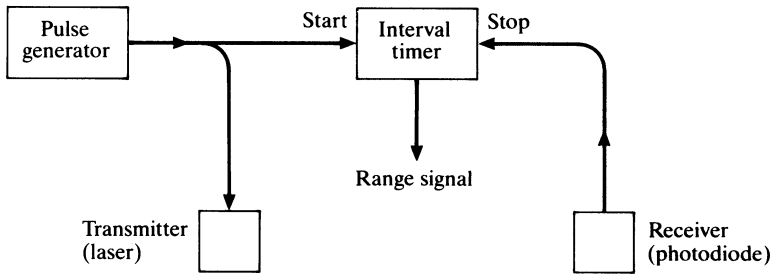 Pulse
generator
Start
Interval
timer
Stop
Range signal
Transmitter
(laser)
Receiver
(photodiode)